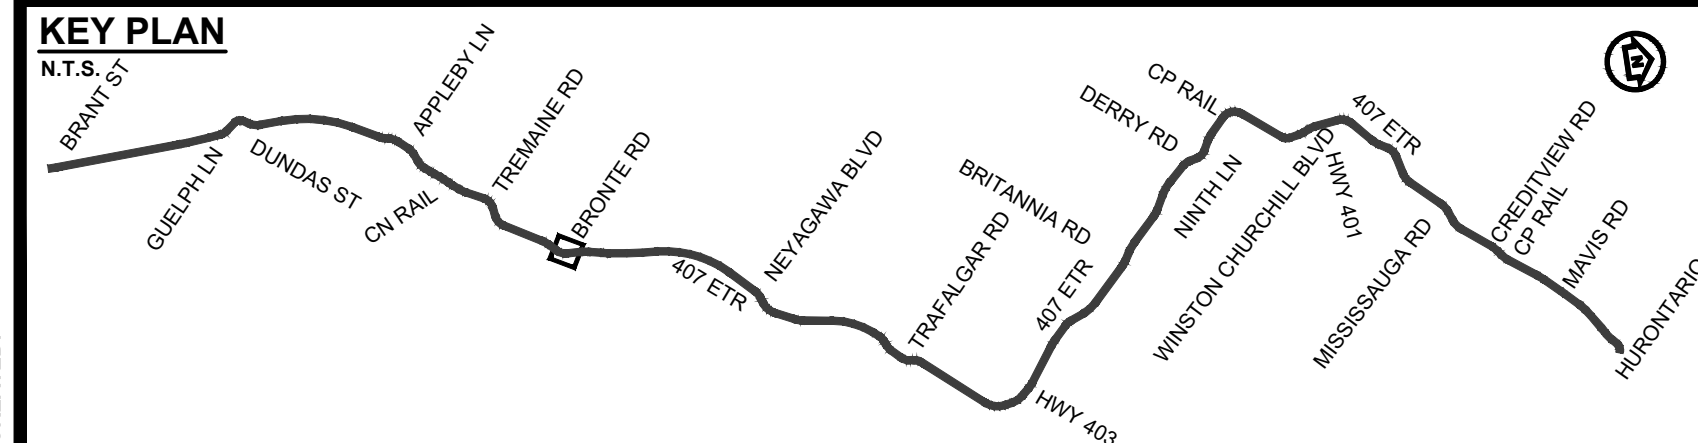 KEY PLAN
N.T.S.
BRANT ST
GUELPH LN
DUNDAS ST
CN RAIL
APPLEBY LN
TREMAINE RD
BRONTE RD
407 ETR
NEYAGAWA BLVD
TRAFALGAR RD
HWY 403
407 ETR
BRITANNIA RD
DERRY RD
CP RAIL
NINTH LN
WINSTON CHURCHILL BLVD
HWY 401
407 ETR
MISSISSAUGA RD
CREDITVIEW RD
CP RAIL
MAVIS RD
HURONTARIO
N